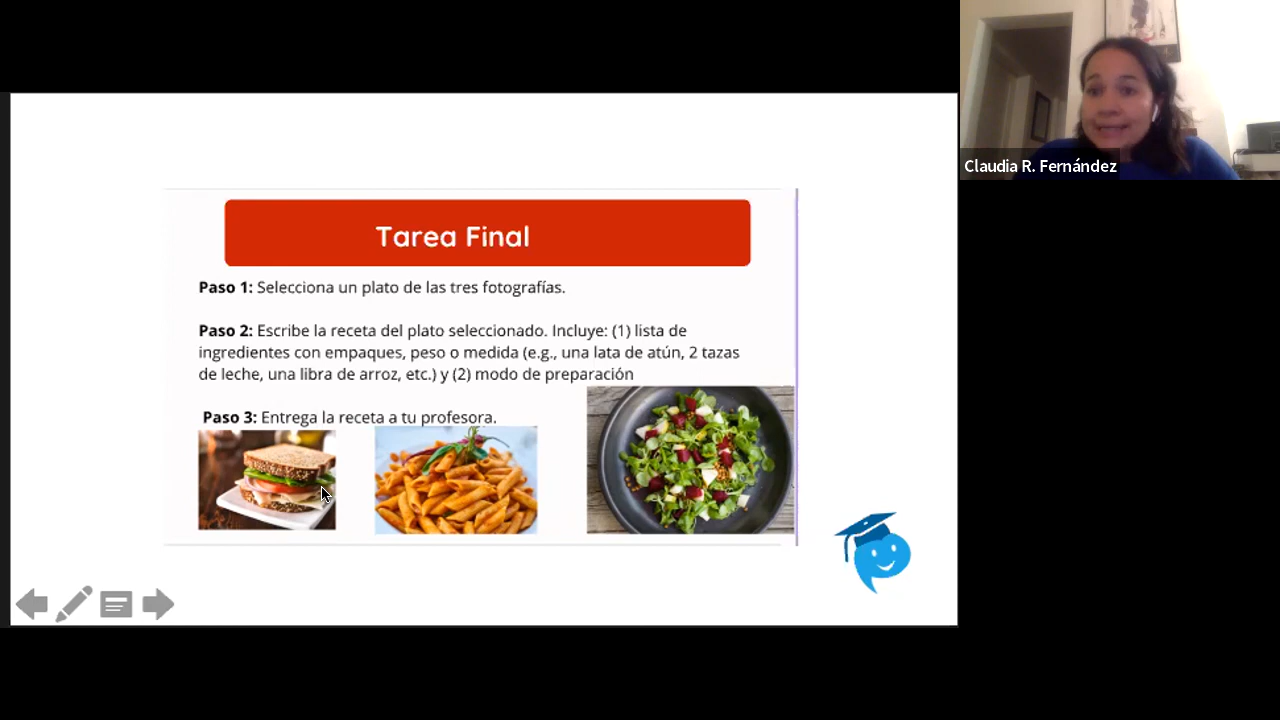 Claudia R. Fernández
Tarea Final
Paso 1: Selecciona un plato de las tres fotografías.
Paso 2: Escribe la receta del plato seleccionado. Incluye: (1) lista de
ingredientes con empaques, peso o medida (e.g., una lata de atún, 2 tazas
de leche, una libra de arroz, etc.) y (2) modo de preparación
Paso 3: Entrega la receta a tu profesora.